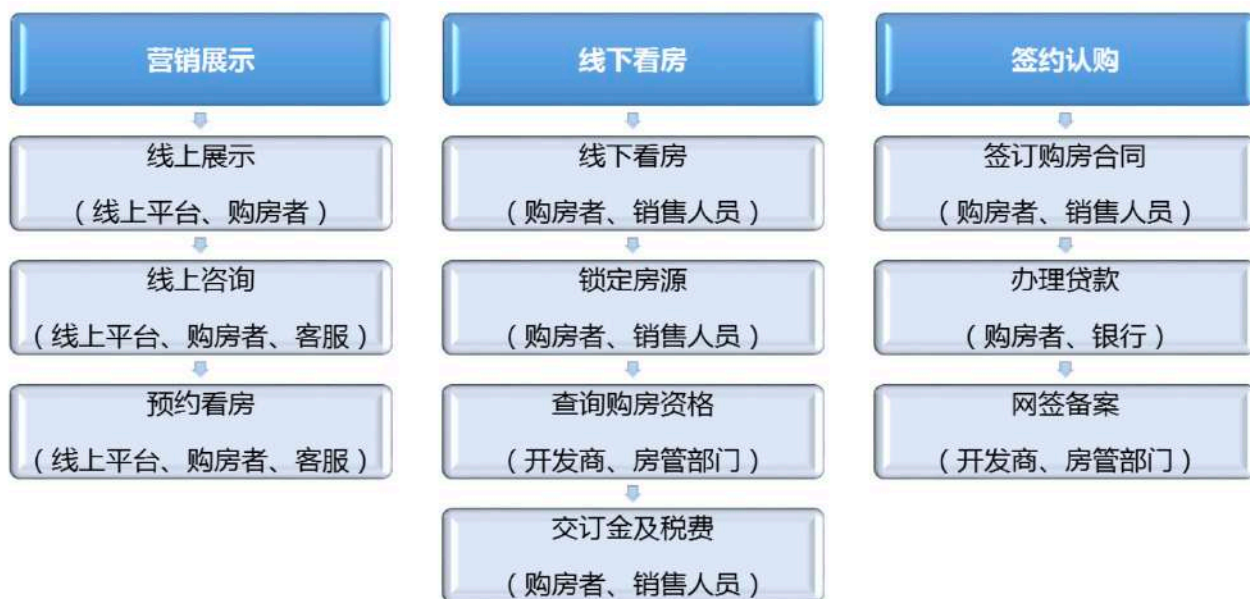 营销展示
线上展示
（线上平台、购房者）
线上咨询
（线上平台、购房者、客服）
预约看房
（线上平台、购房者、客服）
线下看房
线下看房
（购房者、销售人员）
锁定房源
（购房者、销售人员）
查询购房资格
（开发商、房管部门）
交订金及税费
（购房者、销售人员）
签约认购
签订购房合同
（购房者、销售人员）
办理贷款
（购房者、银行）
网签备案
（开发商、房管部门）